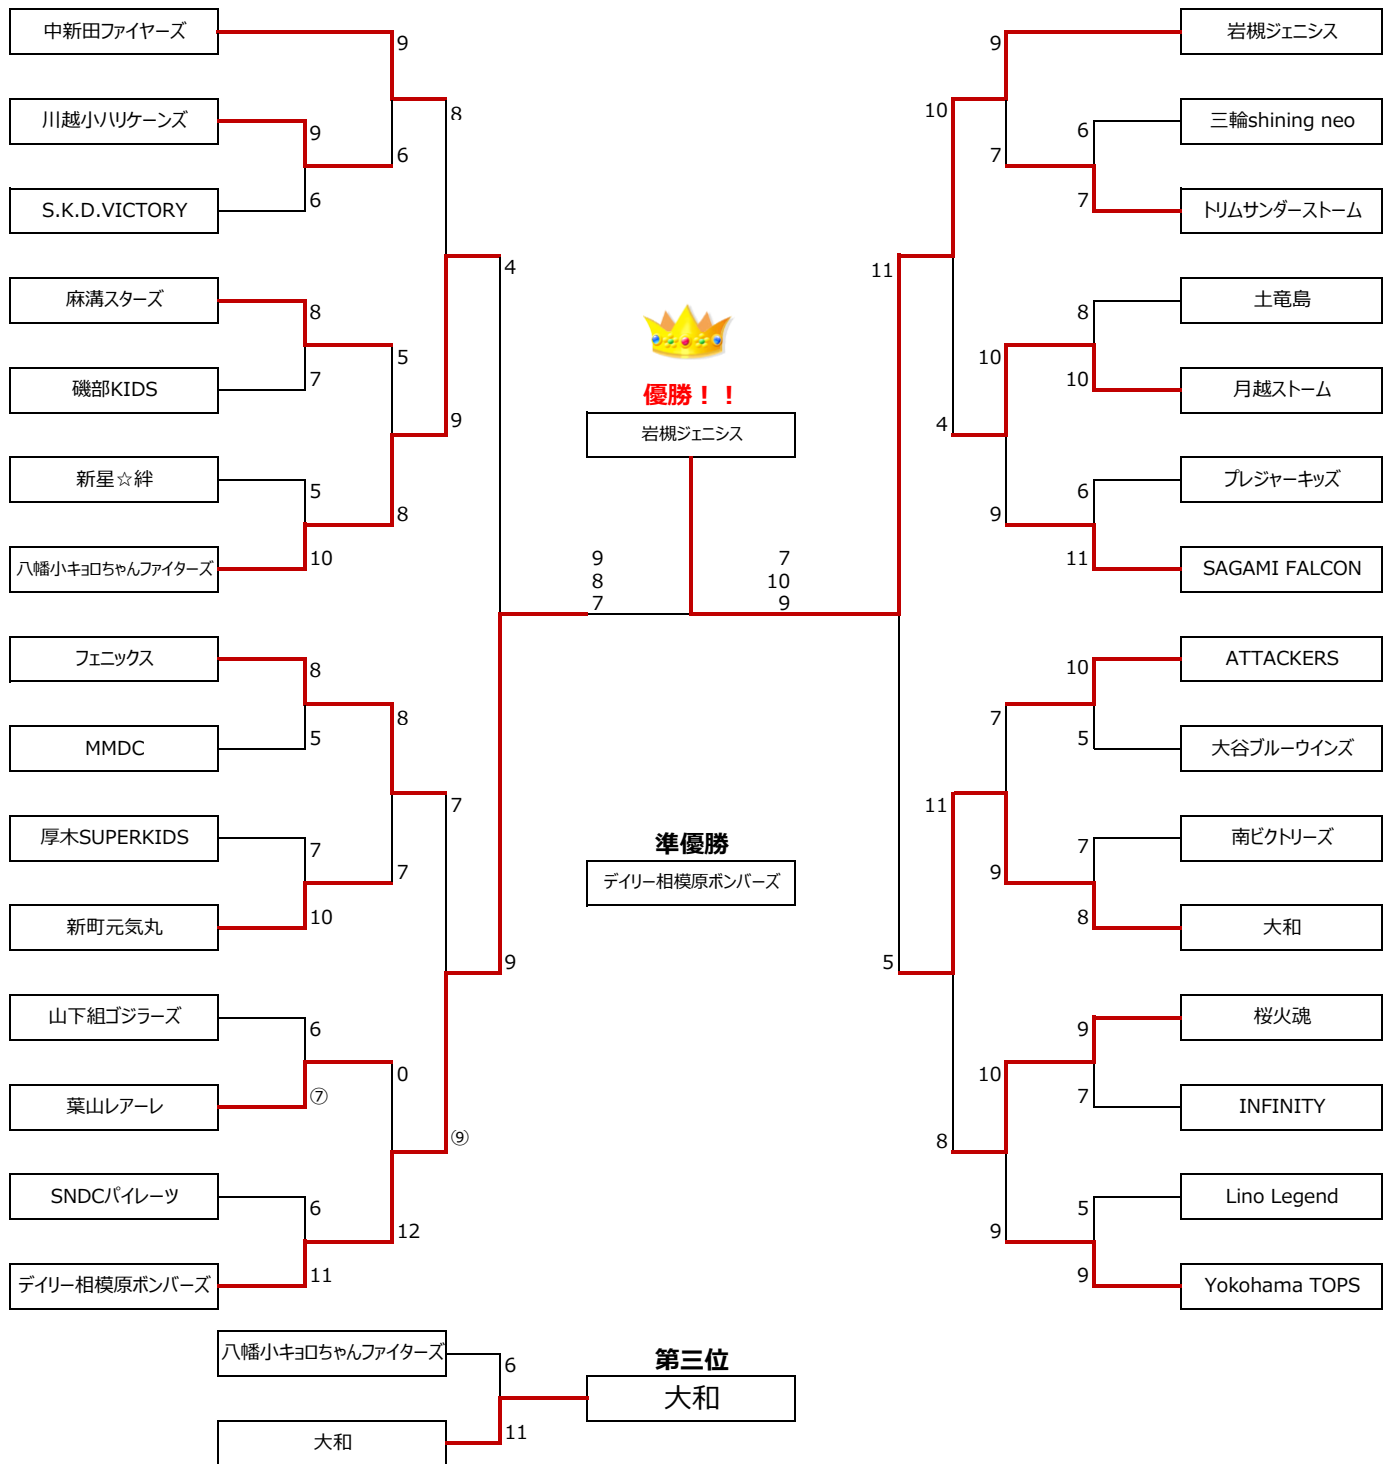 中新田ファイヤーズ
9
8
川越小ハリケーンズ
9
6
S.K.D.VICTORY
6
4
麻溝スターズ
8
5
磯部KIDS
7
9
新星☆絆
5
8
八幡小キョロちゃんファイターズ
10
フェニックス
8
8
MMDC
5
7
厚木SUPERKIDS
7
7
新町元気丸
10
9
山下組ゴジラーズ
6
0
葉山レアーレ
⑦
⑨
SNDCパイレーツ
6
12
デイリー相模原ボンバーズ
11
優勝！！
岩槻ジェニシス
9 7
8 10
7 9
準優勝
デイリー相模原ボンバーズ
岩槻ジェニシス
9
10
三輪shining neo
6
7
トリムサンダーストーム
7
11
土竜島
8
10
月越ストーム
10
4
プレジャーキッズ
6
9
SAGAMI FALCON
11
ATTACKERS
10
7
大谷ブルーウインズ
5
11
南ビクトリーズ
7
9
大和
8
5
桜火魂
9
10
INFINITY
7
8
Lino Legend
5
9
Yokohama TOPS
9
八幡小キョロちゃんファイターズ
6
第三位
大和
大和
11